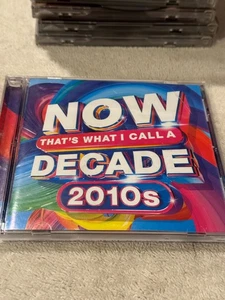 NOW
THAT'S WHAT I CALL A
DECADE
2010s